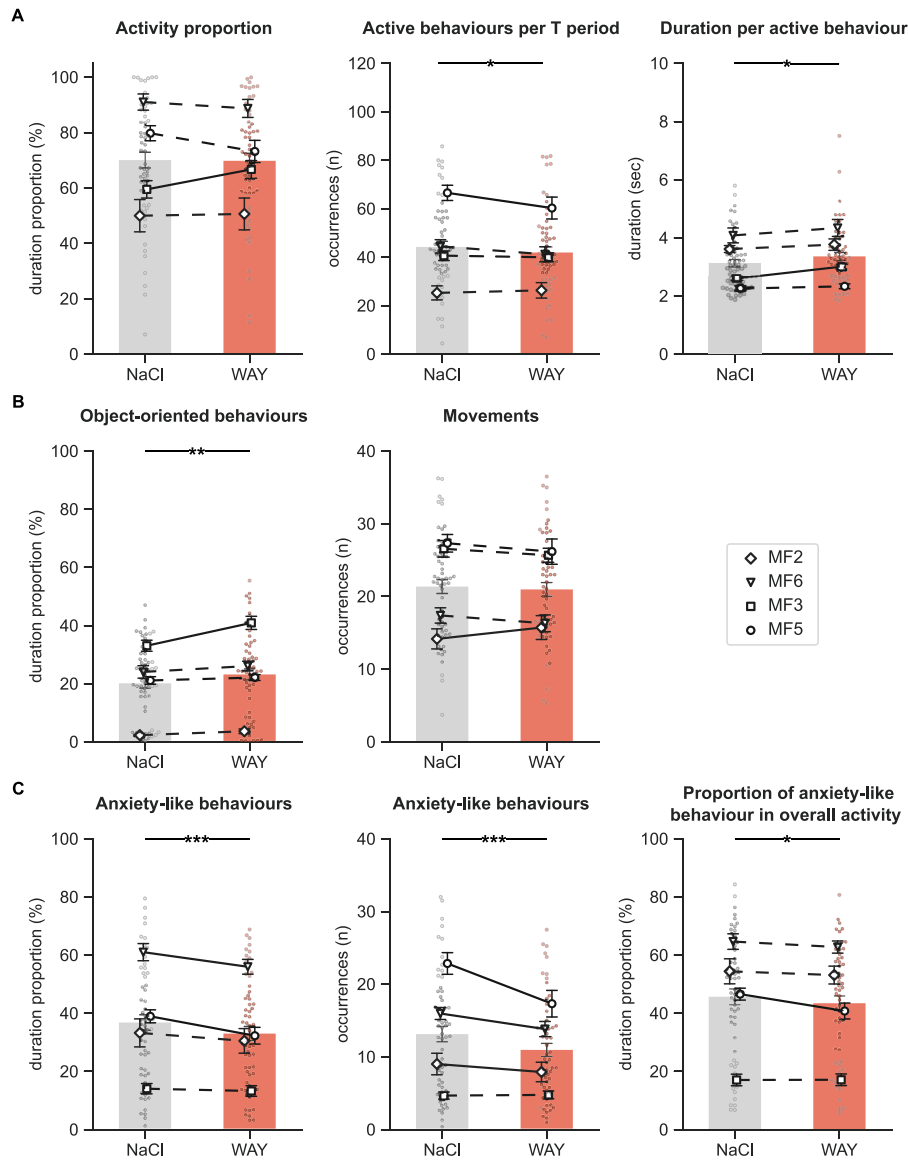 A
Activity proportion
Active behaviours per T period
Duration per active behaviour
duration proportion (%)
100
80
60
40
20
0
NaCl
WAY
occurrences (n)
120
100
80
60
40
20
0
*
NaCl
WAY
duration (sec)
10
8
6
4
2
0
*
NaCl
WAY
B
Object-oriented behaviours
Movements
duration proportion (%)
100
80
60
40
20
0
**
NaCl
WAY
occurrences (n)
40
30
20
10
0
NaCl
WAY
MF2
MF6
MF3
MF5
C
Anxiety-like behaviours
Anxiety-like behaviours
Proportion of anxiety-like
behaviour in overall activity
duration proportion (%)
100
80
60
40
20
0
***
NaCl
WAY
occurrences (n)
40
30
20
10
0
***
NaCl
WAY
duration proportion (%)
100
80
60
40
20
0
*
NaCl
WAY